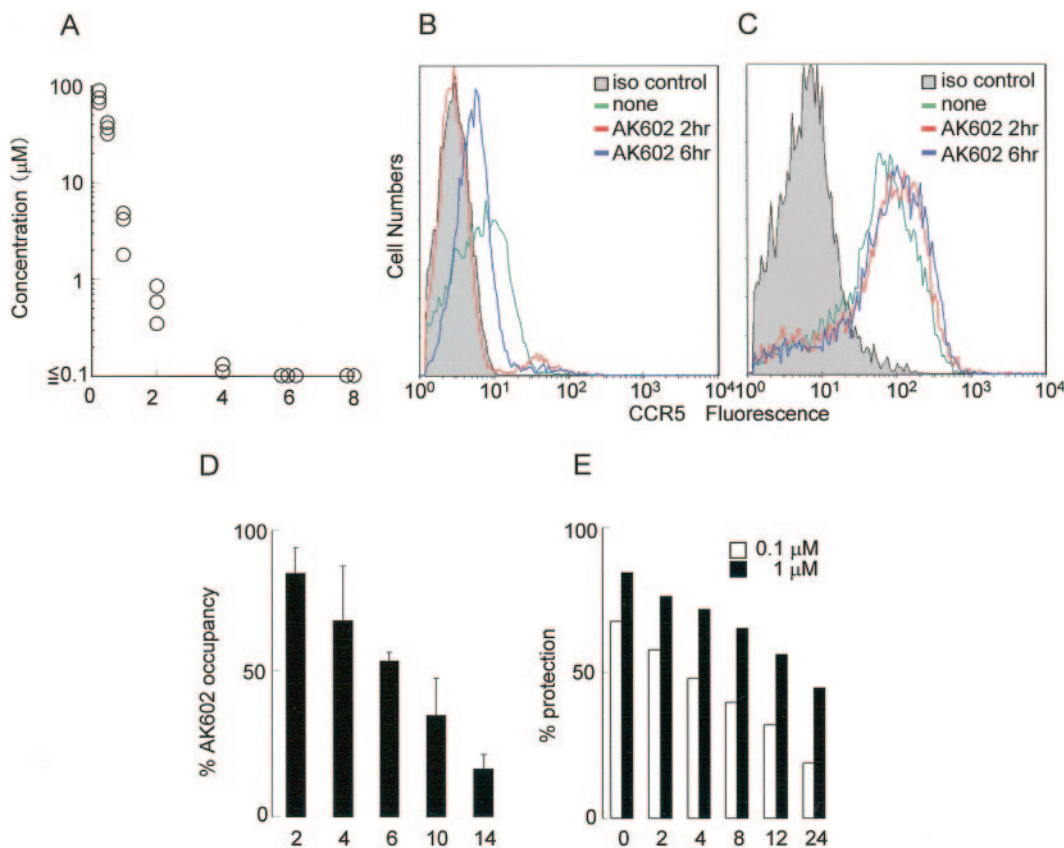 A
Concentration (μM)
100
10
1
≦0.1
0 2 4 6 8
B
iso control
none
AK602 2hr
AK602 6hr
Cell Numbers
10⁰ 10¹ 10² 10³ 10⁴
C
iso control
none
AK602 2hr
AK602 6hr
10⁰ 10¹ 10² 10³ 10⁴
CCR5 Fluorescence
D
% AK602 occupancy
100
50
0
2 4 6 10 14
E
% protection
100
50
0
0.1 μM
1 μM
0 2 4 8 12 24